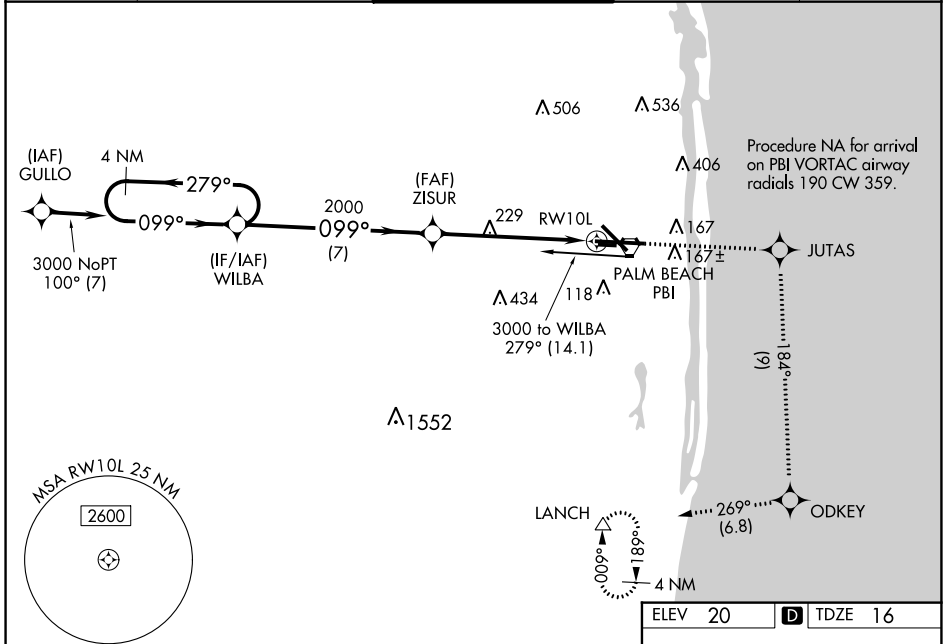 506
536
(IAF)
GULLO
4 NM
279°
099°
(IF/IAF)
WILBA
3000 NoPT
100° (7)
2000
099°
(7)
(FAF)
ZISUR
229
RW10L
406
Procedure NA for arrival
on PBI VORTAC airway
radials 190 CW 359.
167
167±
JUTAS
PALM BEACH
PBI
434
118
3000 to WILBA
279° (14.1)
184°
(9)
1552
MSA RW10L 25 NM
2600
LANCH
009°
189°
4 NM
269°
(6.8)
ODKEY
ELEV 20
D
TDZE 16